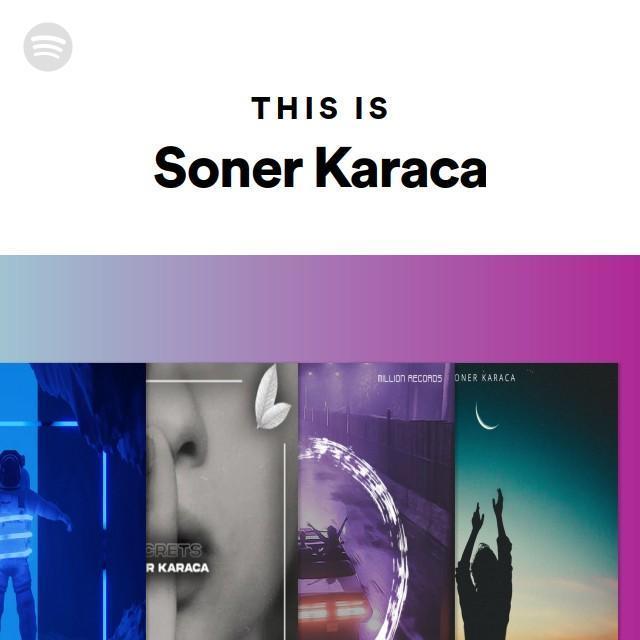 THIS IS
Soner Karaca
MILLION RECORDS
ONER KARACA
CRETS
R KARACA